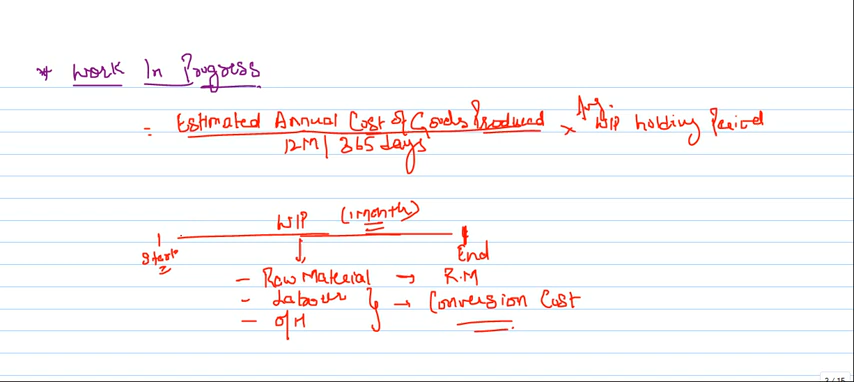 * Work In Progress
= Estimated Annual Cost of Goods Produced x Avg. WIP holding Period
12M / 365 days
WIP (1 month)
Start End
- Raw Material → R.M
- Labour } → Conversion Cost
- O/H